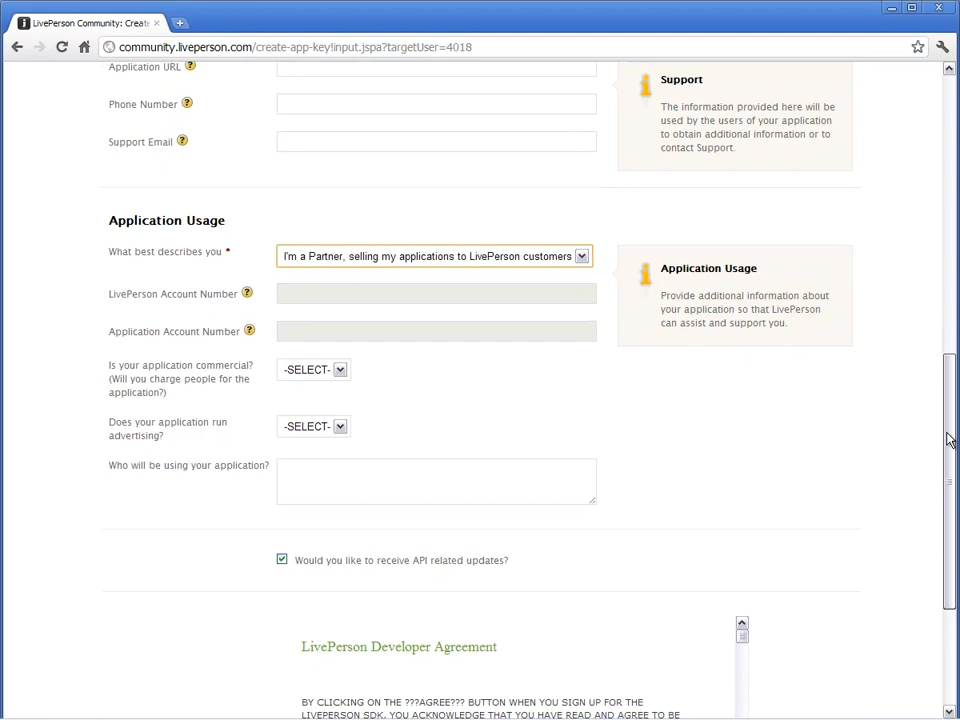 LivePerson Community: Create
community.liveperson.com/create-app-key!input.jspa?targetUser=4018
Application URL
Phone Number
Support Email
Support
The information provided here will be
used by the users of your application
to obtain additional information or to
contact Support.
Application Usage
What best describes you *
I'm a Partner, selling my applications to LivePerson customers
LivePerson Account Number
Application Account Number
Application Usage
Provide additional information about
your application so that LivePerson
can assist and support you.
Is your application commercial?
(Will you charge people for the
application?)
-SELECT-
Does your application run
advertising?
-SELECT-
Who will be using your application?
Would you like to receive API related updates?
LivePerson Developer Agreement
BY CLICKING ON THE ???AGREE??? BUTTON WHEN YOU SIGN UP FOR THE
LIVEPERSON SDK, YOU ACKNOWLEDGE THAT YOU HAVE READ AND AGREE TO BE